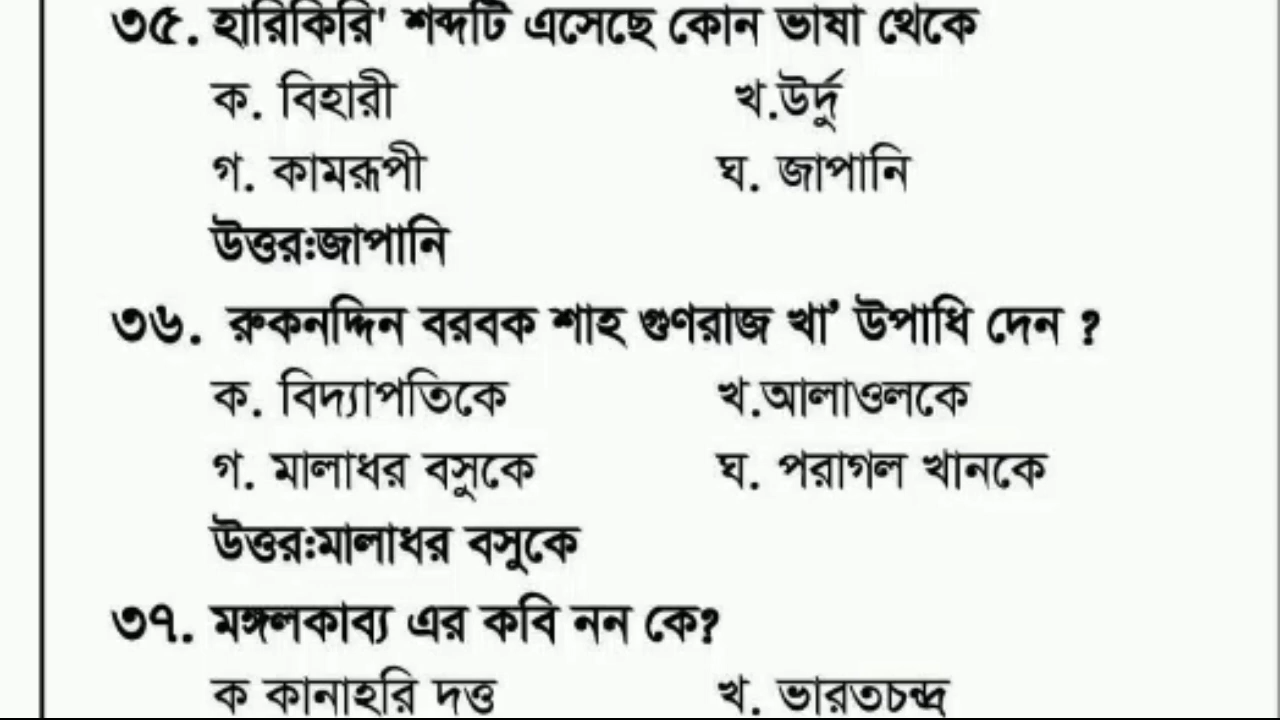 ৩৫. হারিকিরি' শব্দটি এসেছে কোন ভাষা থেকে
ক. বিহারী খ.উর্দু
গ. কামরূপী ঘ. জাপানি
উত্তরঃজাপানি
৩৬. রুকনদ্দিন বরবক শাহ গুণরাজ খা' উপাধি দেন ?
ক. বিদ্যাপতিকে খ.আলাওলকে
গ. মালাধর বসুকে ঘ. পরাগল খানকে
উত্তরঃমালাধর বসুকে
৩৭. মঙ্গলকাব্য এর কবি নন কে?
ক কানাহরি দত্ত খ. ভারতচন্দ্র